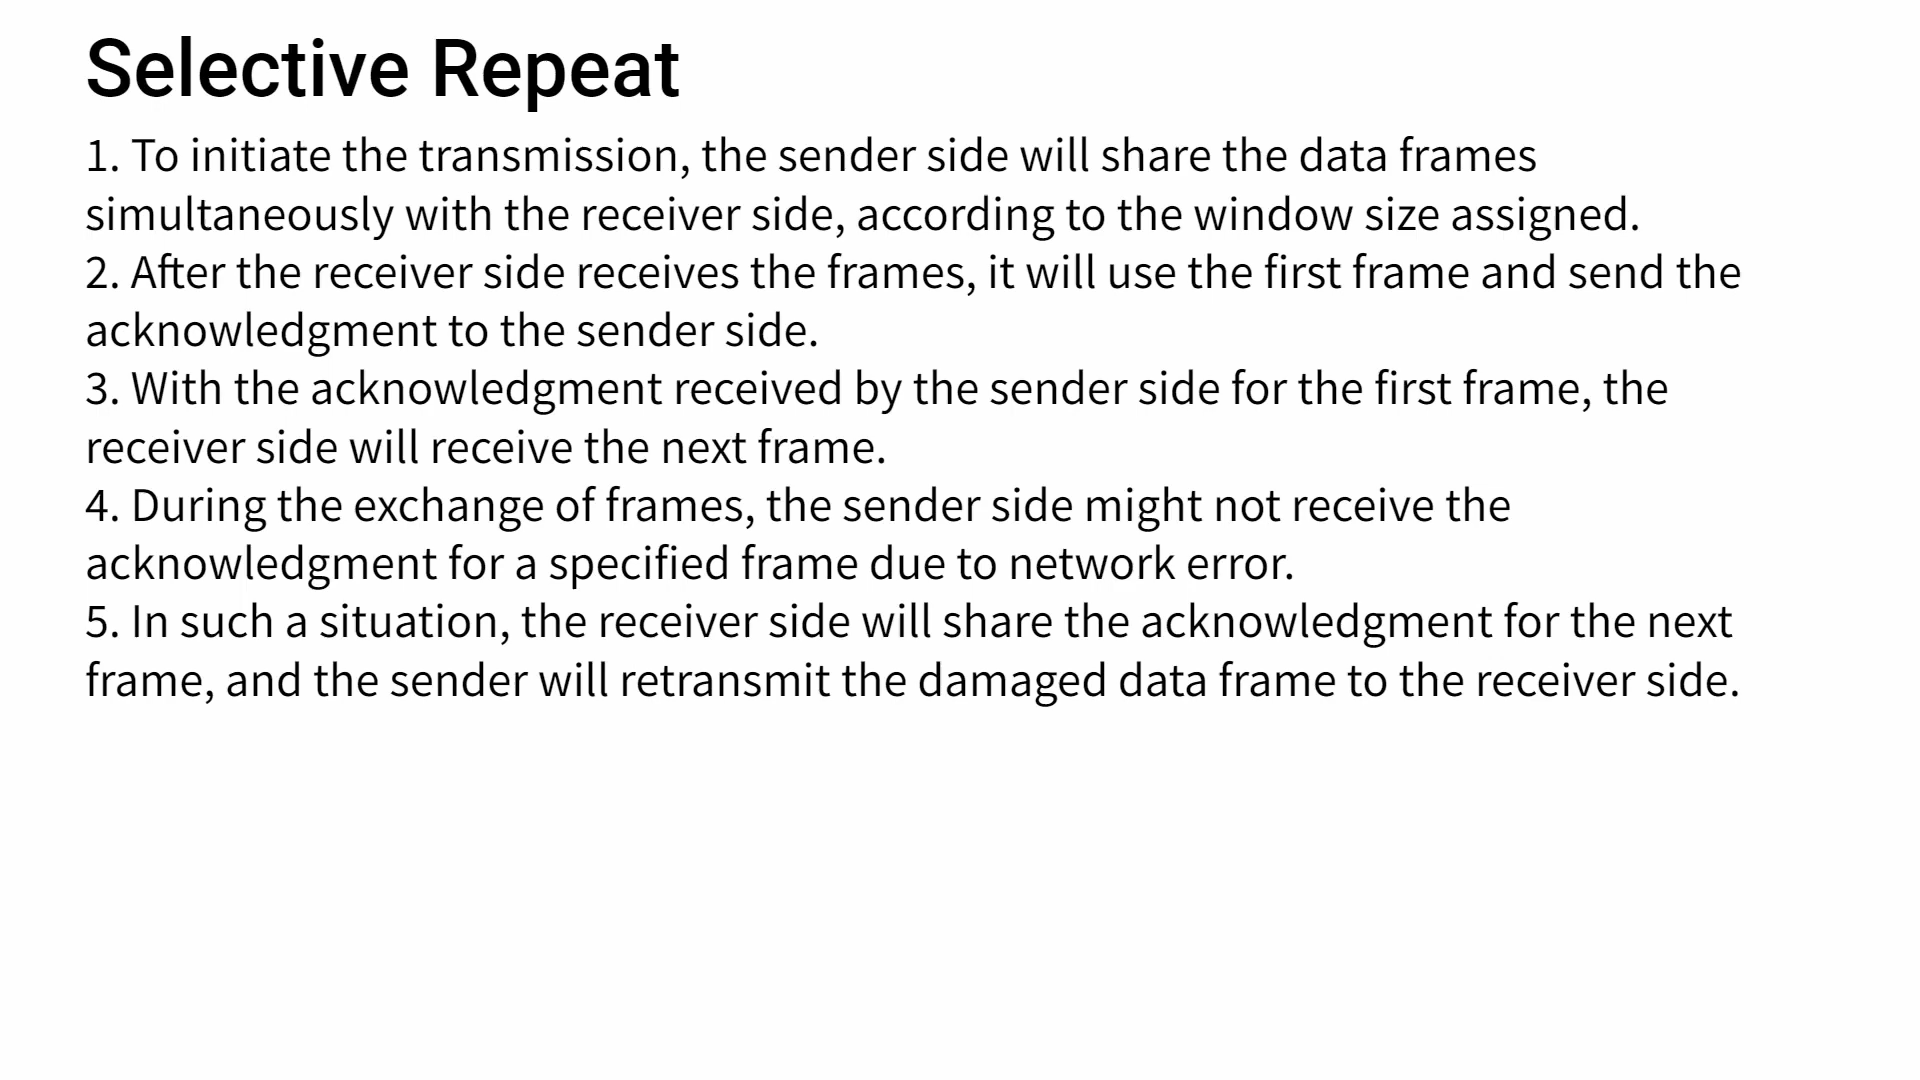 Selective Repeat
1. To initiate the transmission, the sender side will share the data frames
simultaneously with the receiver side, according to the window size assigned.
2. After the receiver side receives the frames, it will use the first frame and send the
acknowledgment to the sender side.
3. With the acknowledgment received by the sender side for the first frame, the
receiver side will receive the next frame.
4. During the exchange of frames, the sender side might not receive the
acknowledgment for a specified frame due to network error.
5. In such a situation, the receiver side will share the acknowledgment for the next
frame, and the sender will retransmit the damaged data frame to the receiver side.